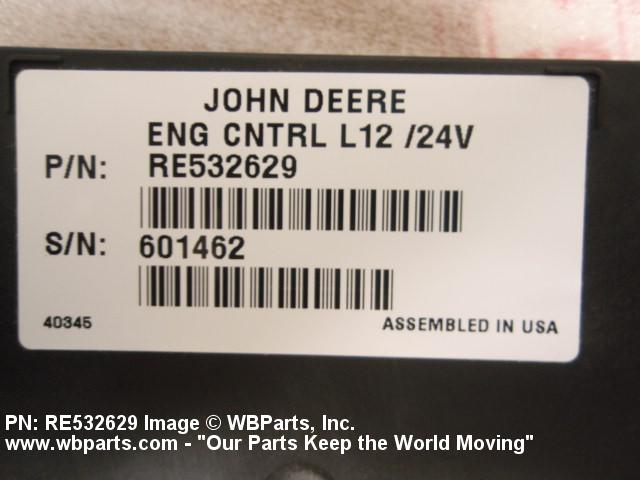 JOHN DEERE
ENG CNTRL L12 /24V
P/N: RE532629
S/N: 601462
40345 ASSEMBLED IN USA
PN: RE532629 Image © WBParts, Inc.
www.wbparts.com - "Our Parts Keep the World Moving"